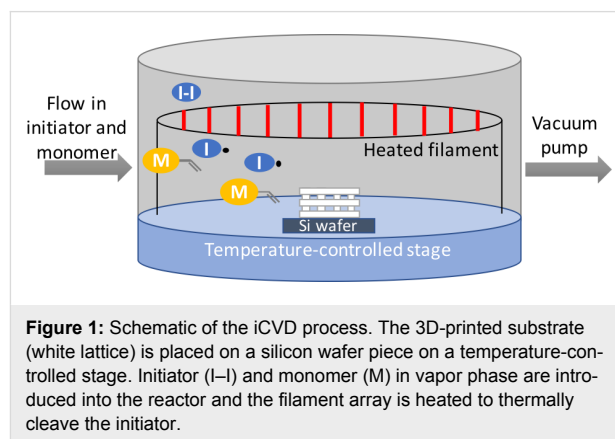 I-I
Flow in
initiator and
monomer
Heated filament
Vacuum
pump
M
I
I
M
Si wafer
Temperature-controlled stage
Figure 1: Schematic of the iCVD process. The 3D-printed substrate
(white lattice) is placed on a silicon wafer piece on a temperature-con-
trolled stage. Initiator (I–I) and monomer (M) in vapor phase are intro-
duced into the reactor and the filament array is heated to thermally
cleave the initiator.